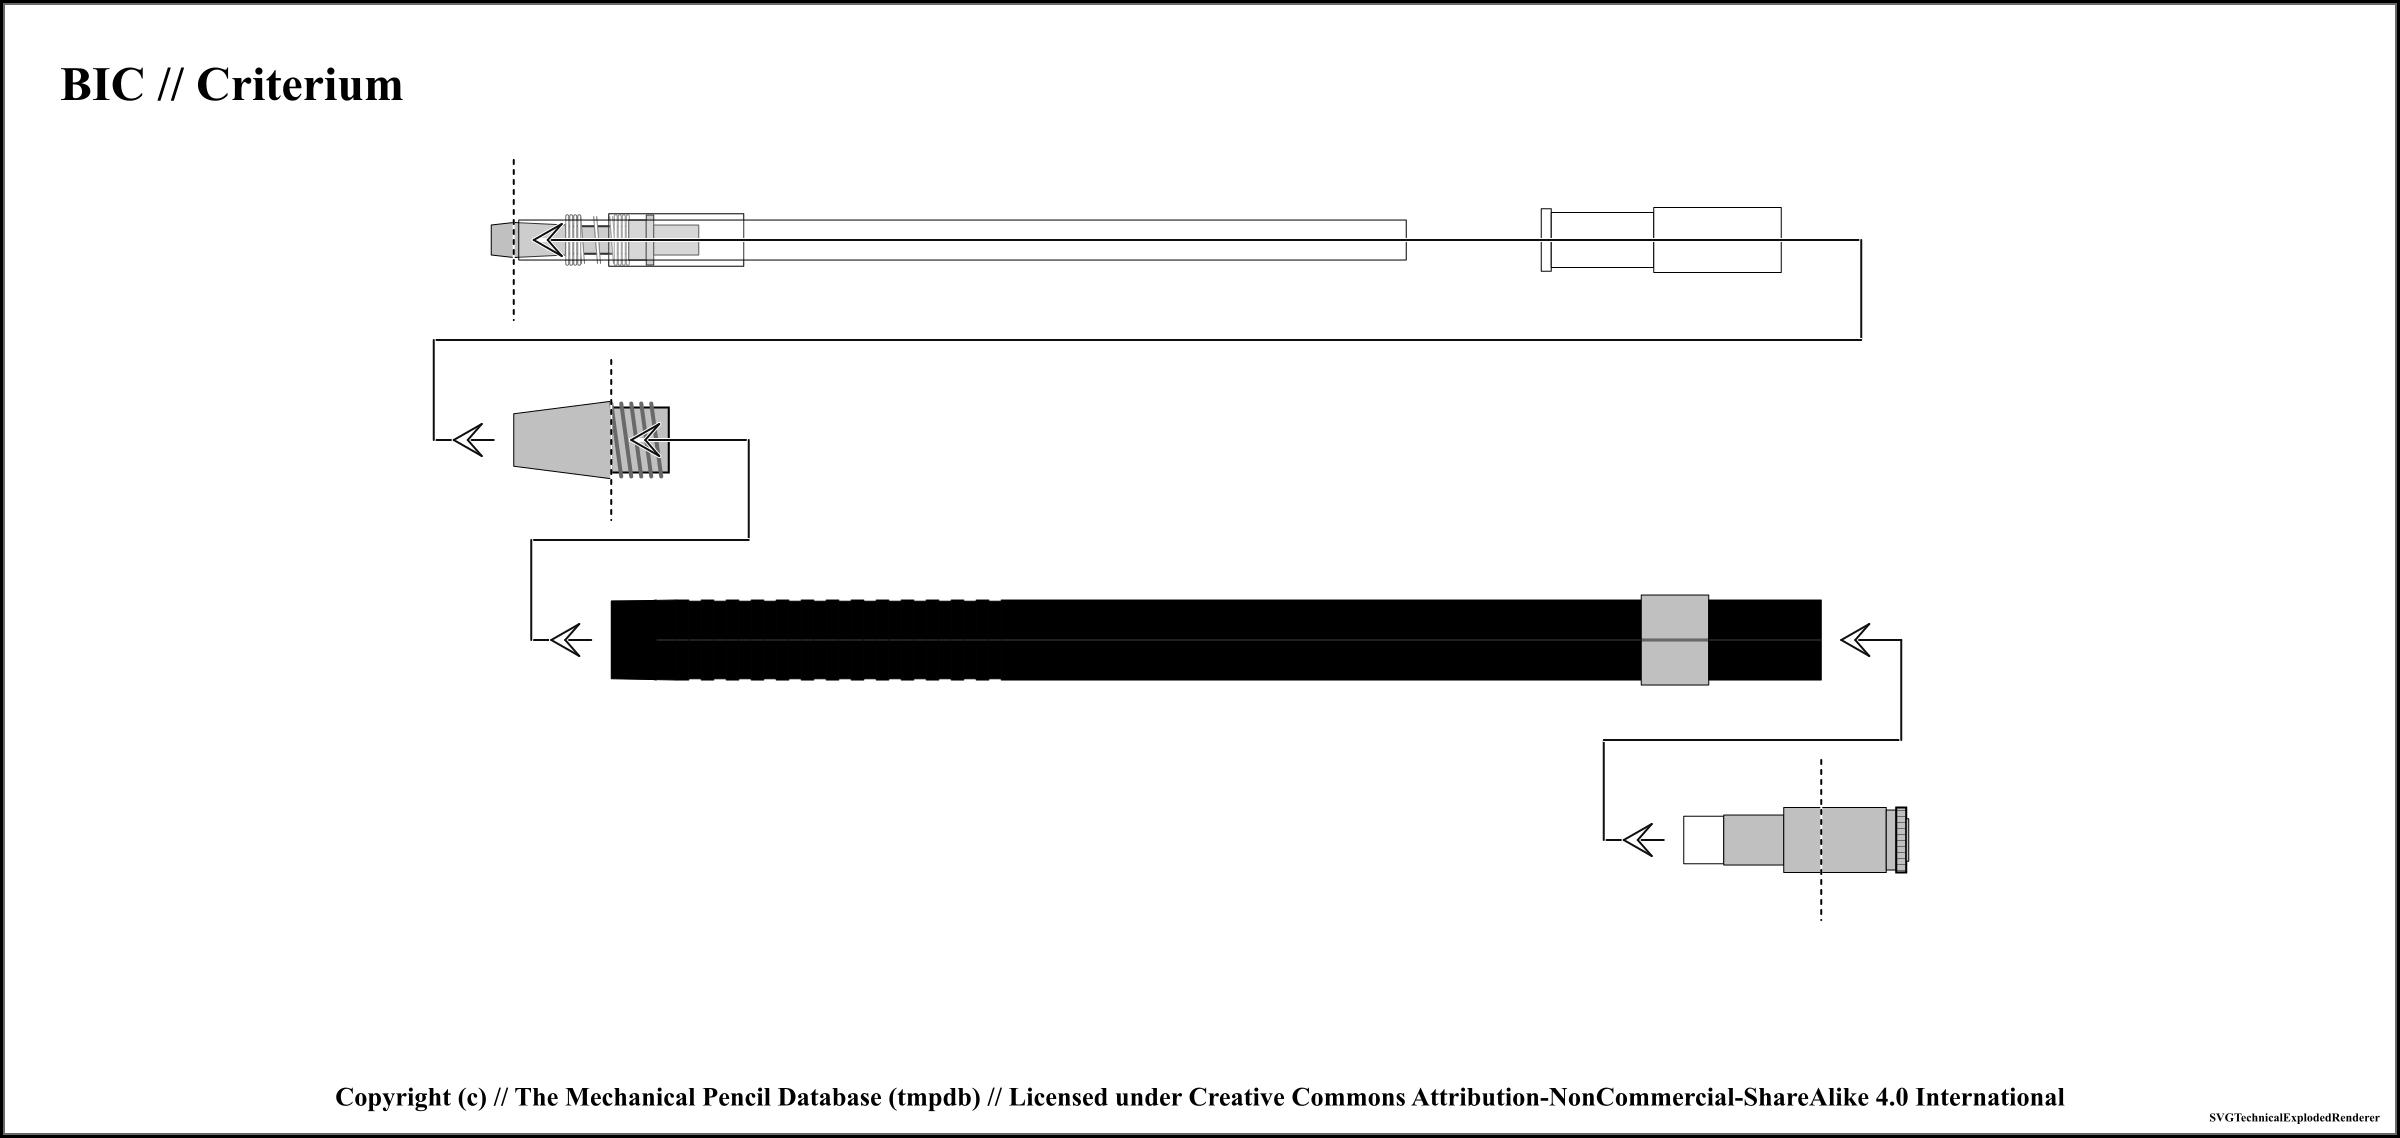 BIC // Criterium
Copyright (c) // The Mechanical Pencil Database (tmpdb) // Licensed under Creative Commons Attribution-NonCommercial-ShareAlike 4.0 International
SVGTechnicalExplodedRenderer